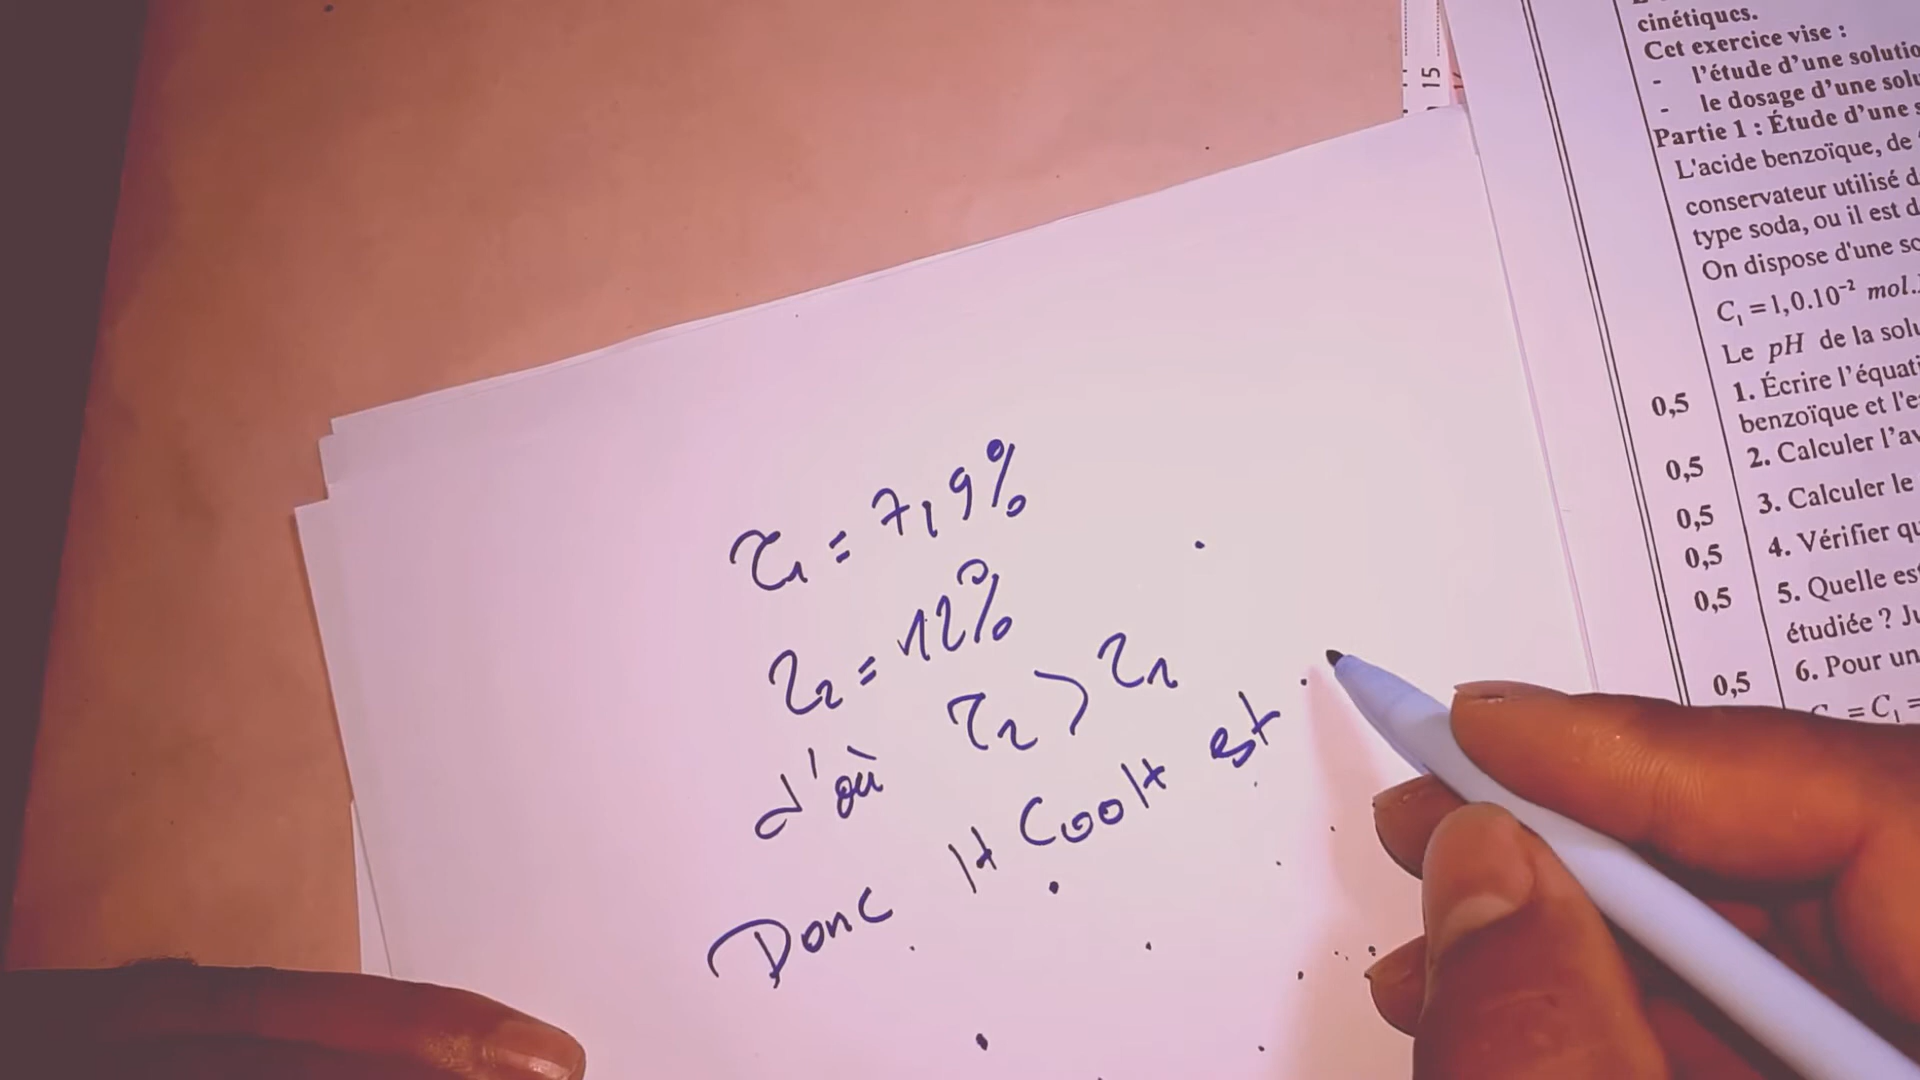 τ₁ = 7,9%
τ₂ = 12%
d'où τ₂ > τ₁
Donc HCOOH est
15
cinétiques.
Cet exercice vise :
- l'étude d'une solutio
- le dosage d'une solu
Partie 1 : Étude d'une s
L'acide benzoïque, de
conservateur utilisé d
type soda, ou il est d
On dispose d'une so
C₁ = 1,0.10⁻² mol.
Le pH de la solu
0,5 1. Écrire l'équati
benzoïque et l'e
0,5 2. Calculer l'av
0,5 3. Calculer le
0,5 4. Vérifier qu
0,5 5. Quelle est
étudiée ? Ju
0,5 6. Pour un
= C₁ =